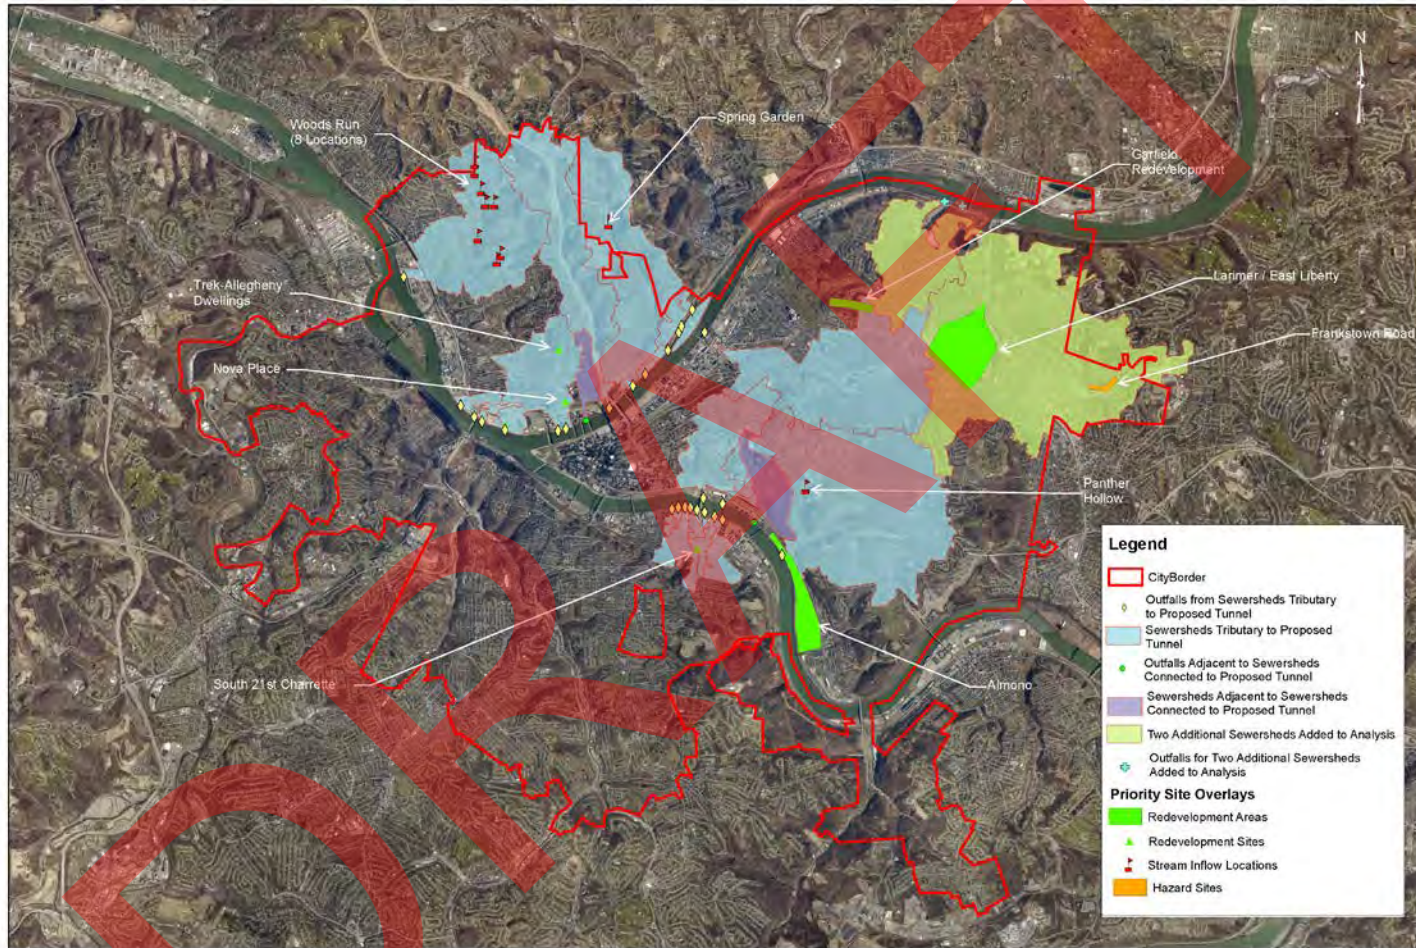 N
Woods Run
(8 Locations)
Spring Garden
Garfield
Redevelopment
Trek-Allegheny
Dwellings
Larimer / East Liberty
Frankstown Road
Nova Place
Panther
Hollow
South 21st Charrette
Almono
Legend
CityBorder
Outfalls from Sewersheds Tributary
to Proposed Tunnel
Sewersheds Tributary to Proposed
Tunnel
Outfalls Adjacent to Sewersheds
Connected to Proposed Tunnel
Sewersheds Adjacent to Sewersheds
Connected to Proposed Tunnel
Two Additional Sewersheds Added to Analysis
Outfalls for Two Additional Sewersheds
Added to Analysis
Priority Site Overlays
Redevelopment Areas
Redevelopment Sites
Stream Inflow Locations
Hazard Sites
DRAFT